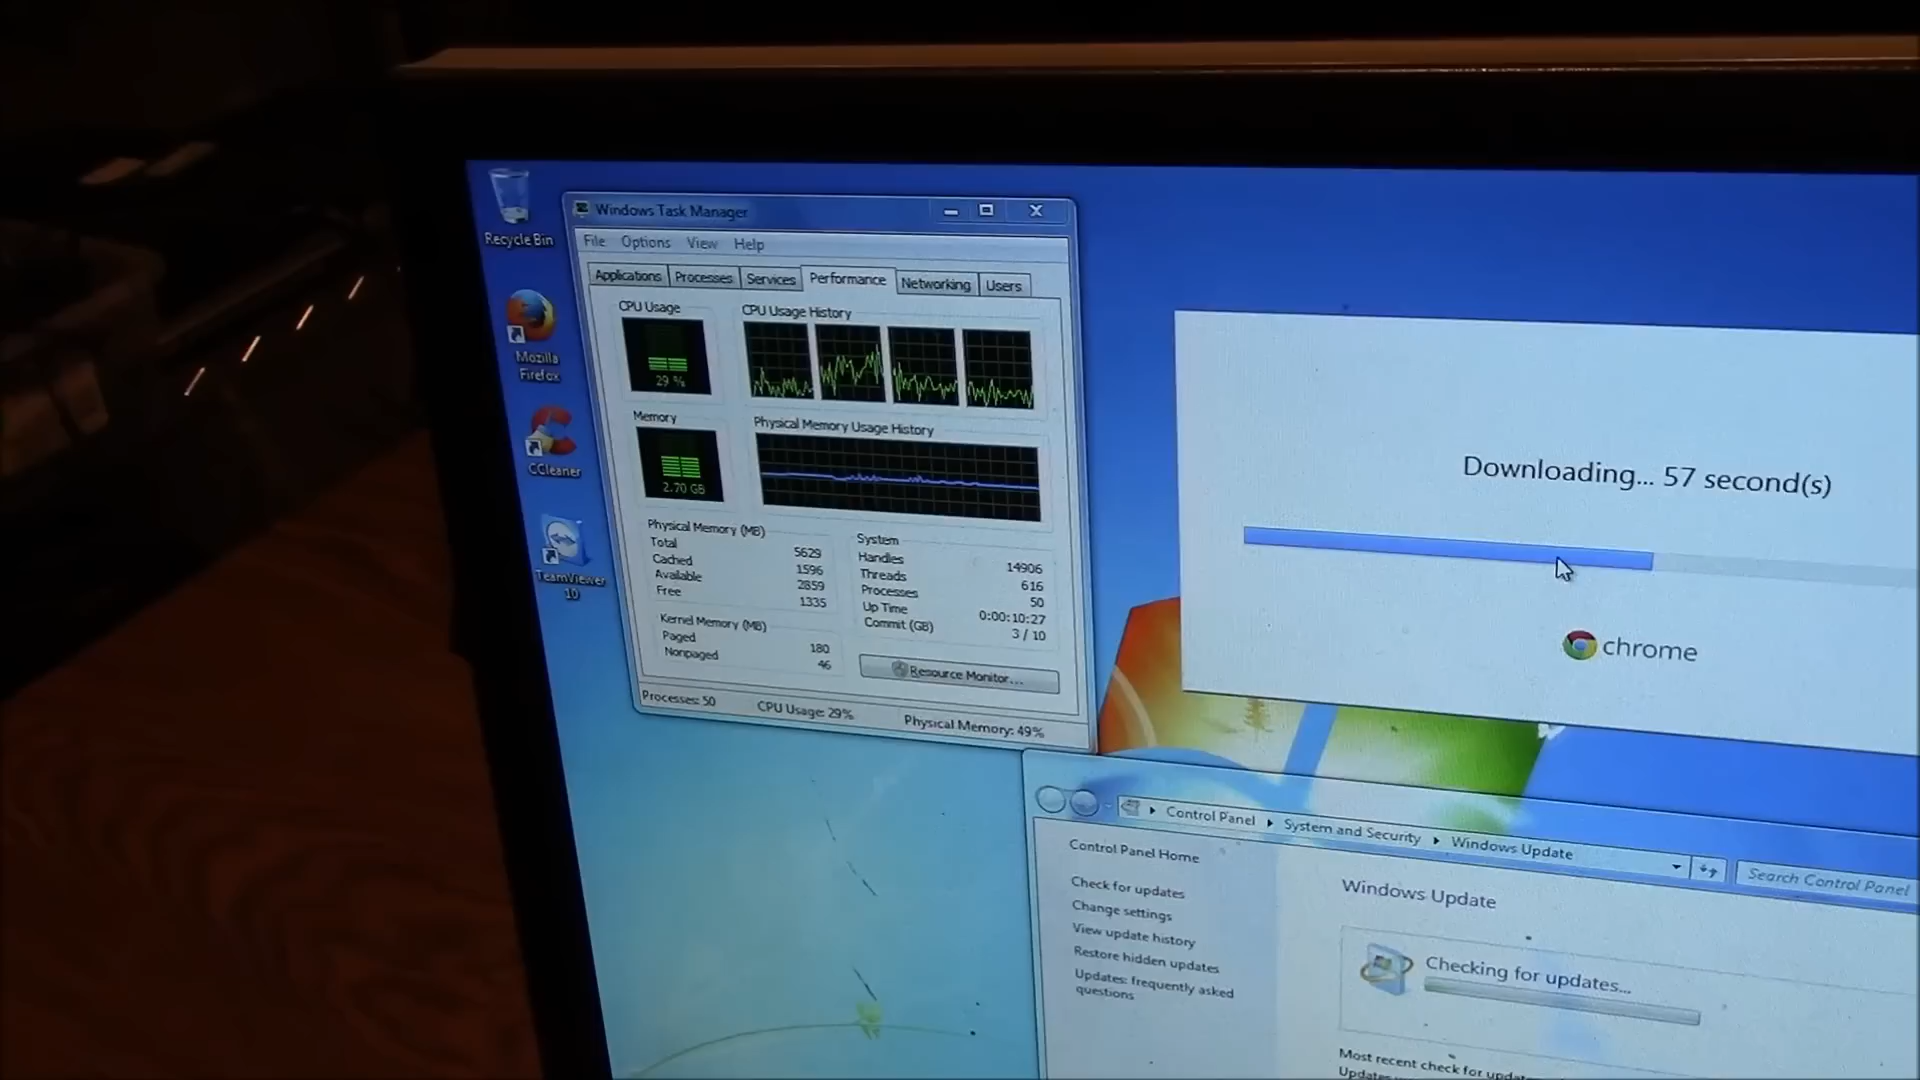 Recycle Bin
Mozilla
Firefox
CCleaner
TeamViewer
10
Windows Task Manager
File Options View Help
Applications Processes Services Performance Networking Users
CPU Usage
CPU Usage History
29 %
Memory
Physical Memory Usage History
2.70 GB
Physical Memory (MB)
Total 5629
Cached 1596
Available 2859
Free 1335
Kernel Memory (MB)
Paged 180
Nonpaged 46
System
Handles 14906
Threads 616
Processes 50
Up Time 0:00:10:27
Commit (GB) 3 / 10
Resource Monitor...
Processes: 50 CPU Usage: 29% Physical Memory: 49%
Downloading... 57 second(s)
chrome
Control Panel System and Security Windows Update
Search Control Panel
Control Panel Home
Check for updates
Change settings
View update history
Restore hidden updates
Updates: frequently asked
questions
Windows Update
Checking for updates...
Most recent check for